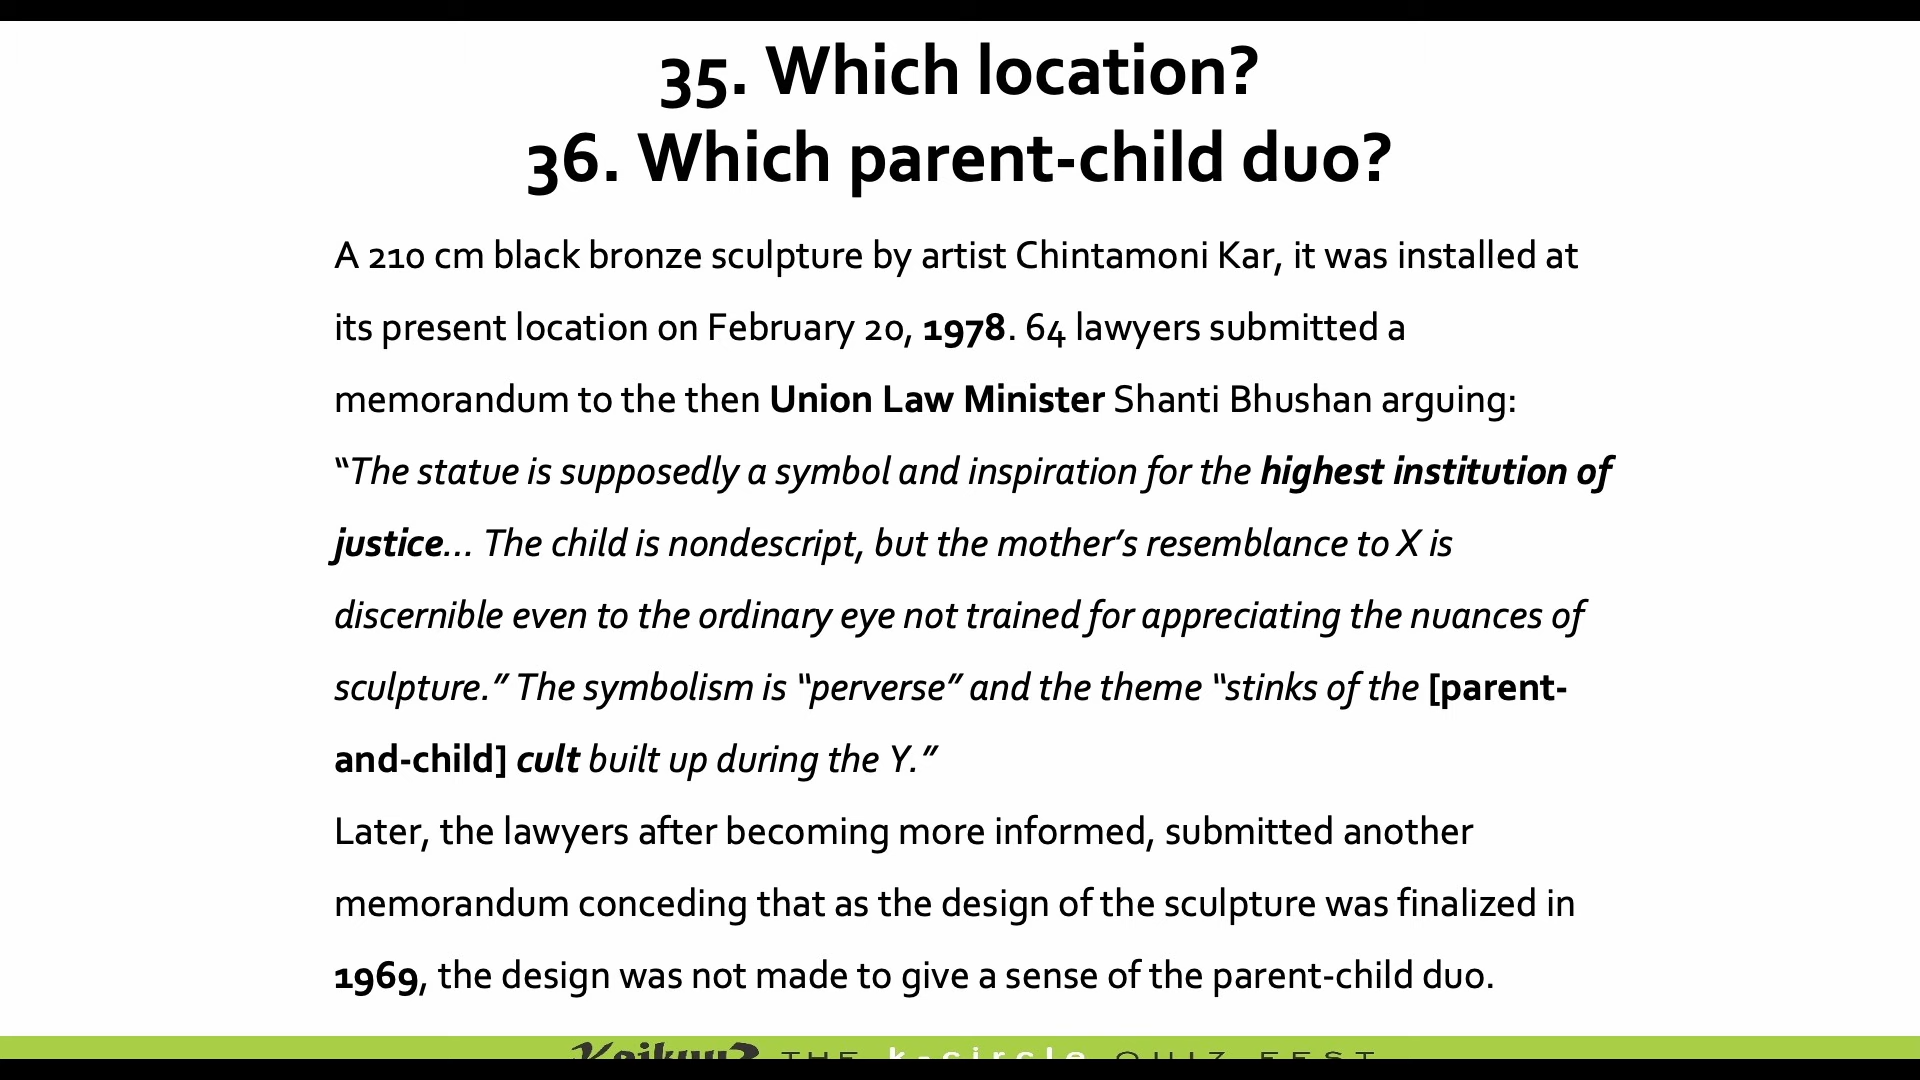 35. Which location?
36. Which parent-child duo?
A 210 cm black bronze sculpture by artist Chintamoni Kar, it was installed at
its present location on February 20, 1978. 64 lawyers submitted a
memorandum to the then Union Law Minister Shanti Bhushan arguing:
“The statue is supposedly a symbol and inspiration for the highest institution of
justice… The child is nondescript, but the mother’s resemblance to X is
discernible even to the ordinary eye not trained for appreciating the nuances of
sculpture.” The symbolism is “perverse” and the theme “stinks of the [parent-
and-child] cult built up during the Y.”
Later, the lawyers after becoming more informed, submitted another
memorandum conceding that as the design of the sculpture was finalized in
1969, the design was not made to give a sense of the parent-child duo.
THE k-circle QUIZ FEST